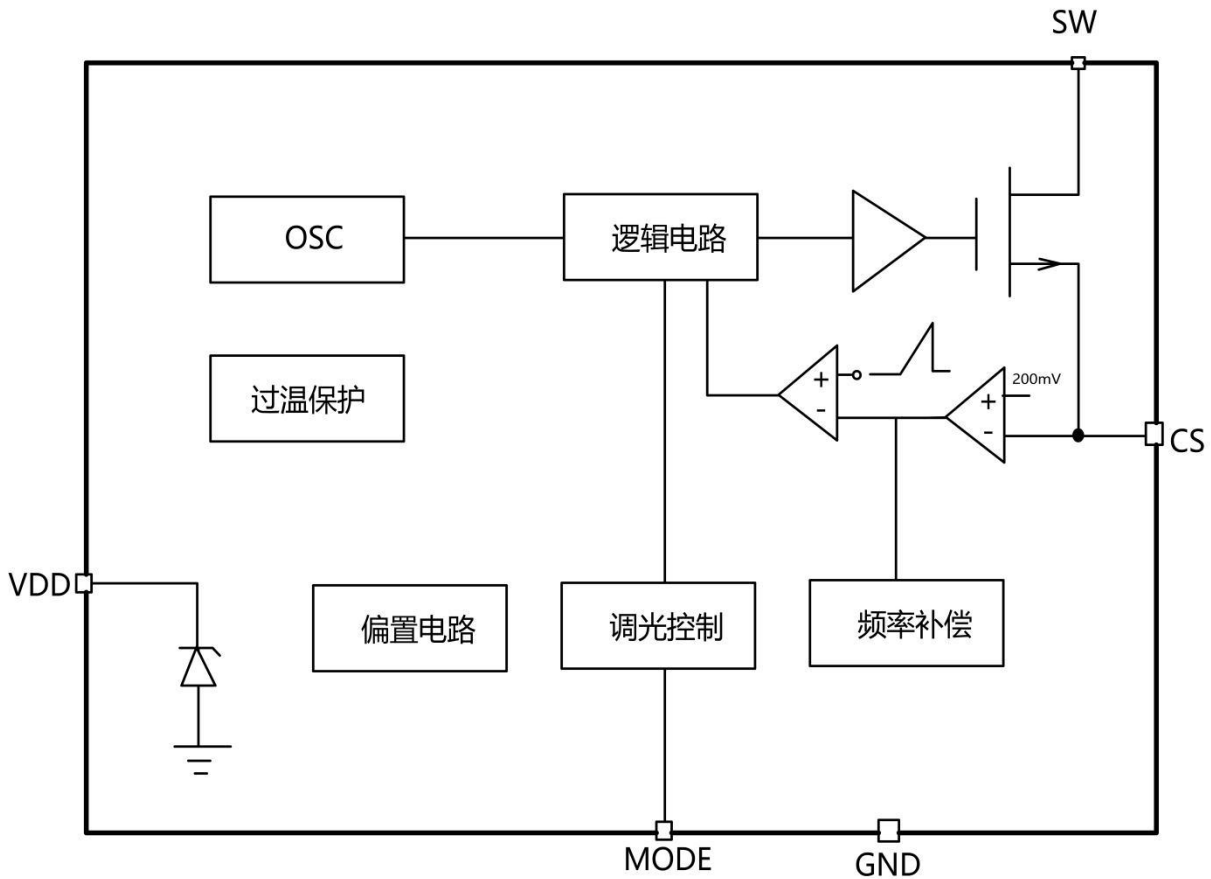 SW
OSC
逻辑电路
过温保护
+
-
200mV
+
-
CS
VDD
偏置电路
调光控制
频率补偿
MODE
GND